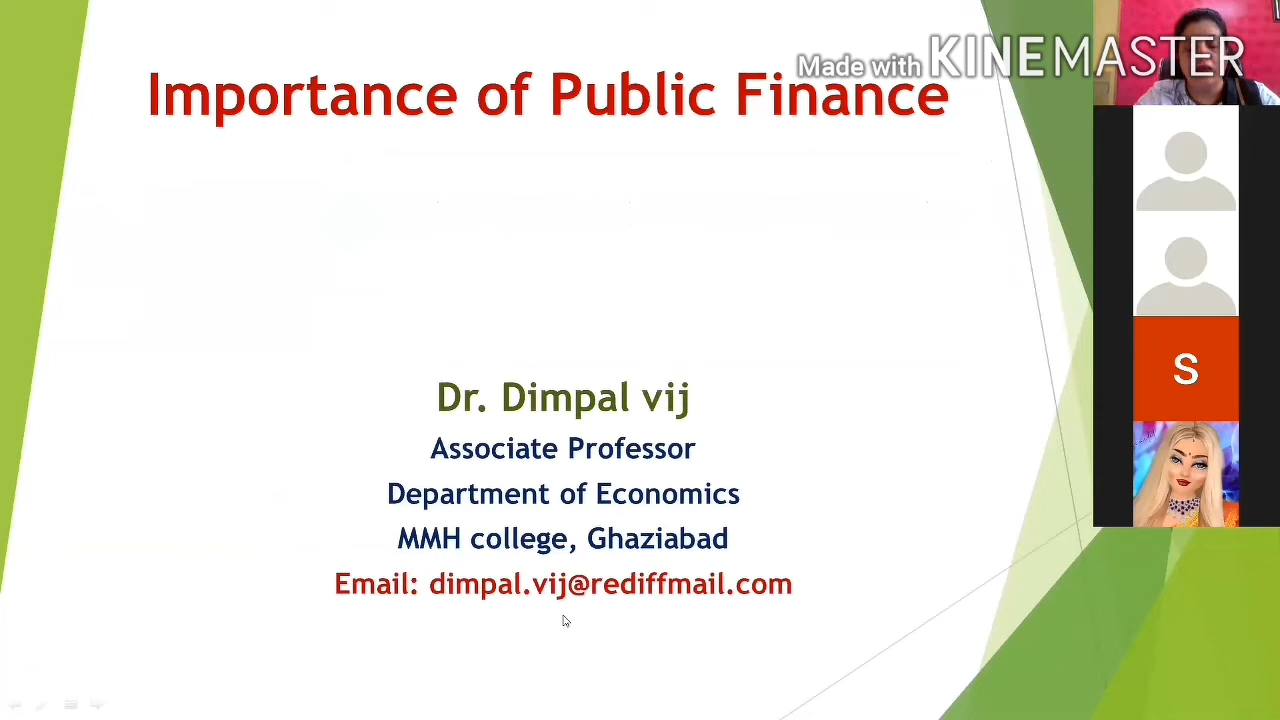 Made with KINEMASTER
Importance of Public Finance
S
Dr. Dimpal vij
Associate Professor
Department of Economics
MMH college, Ghaziabad
Email: dimpal.vij@rediffmail.com